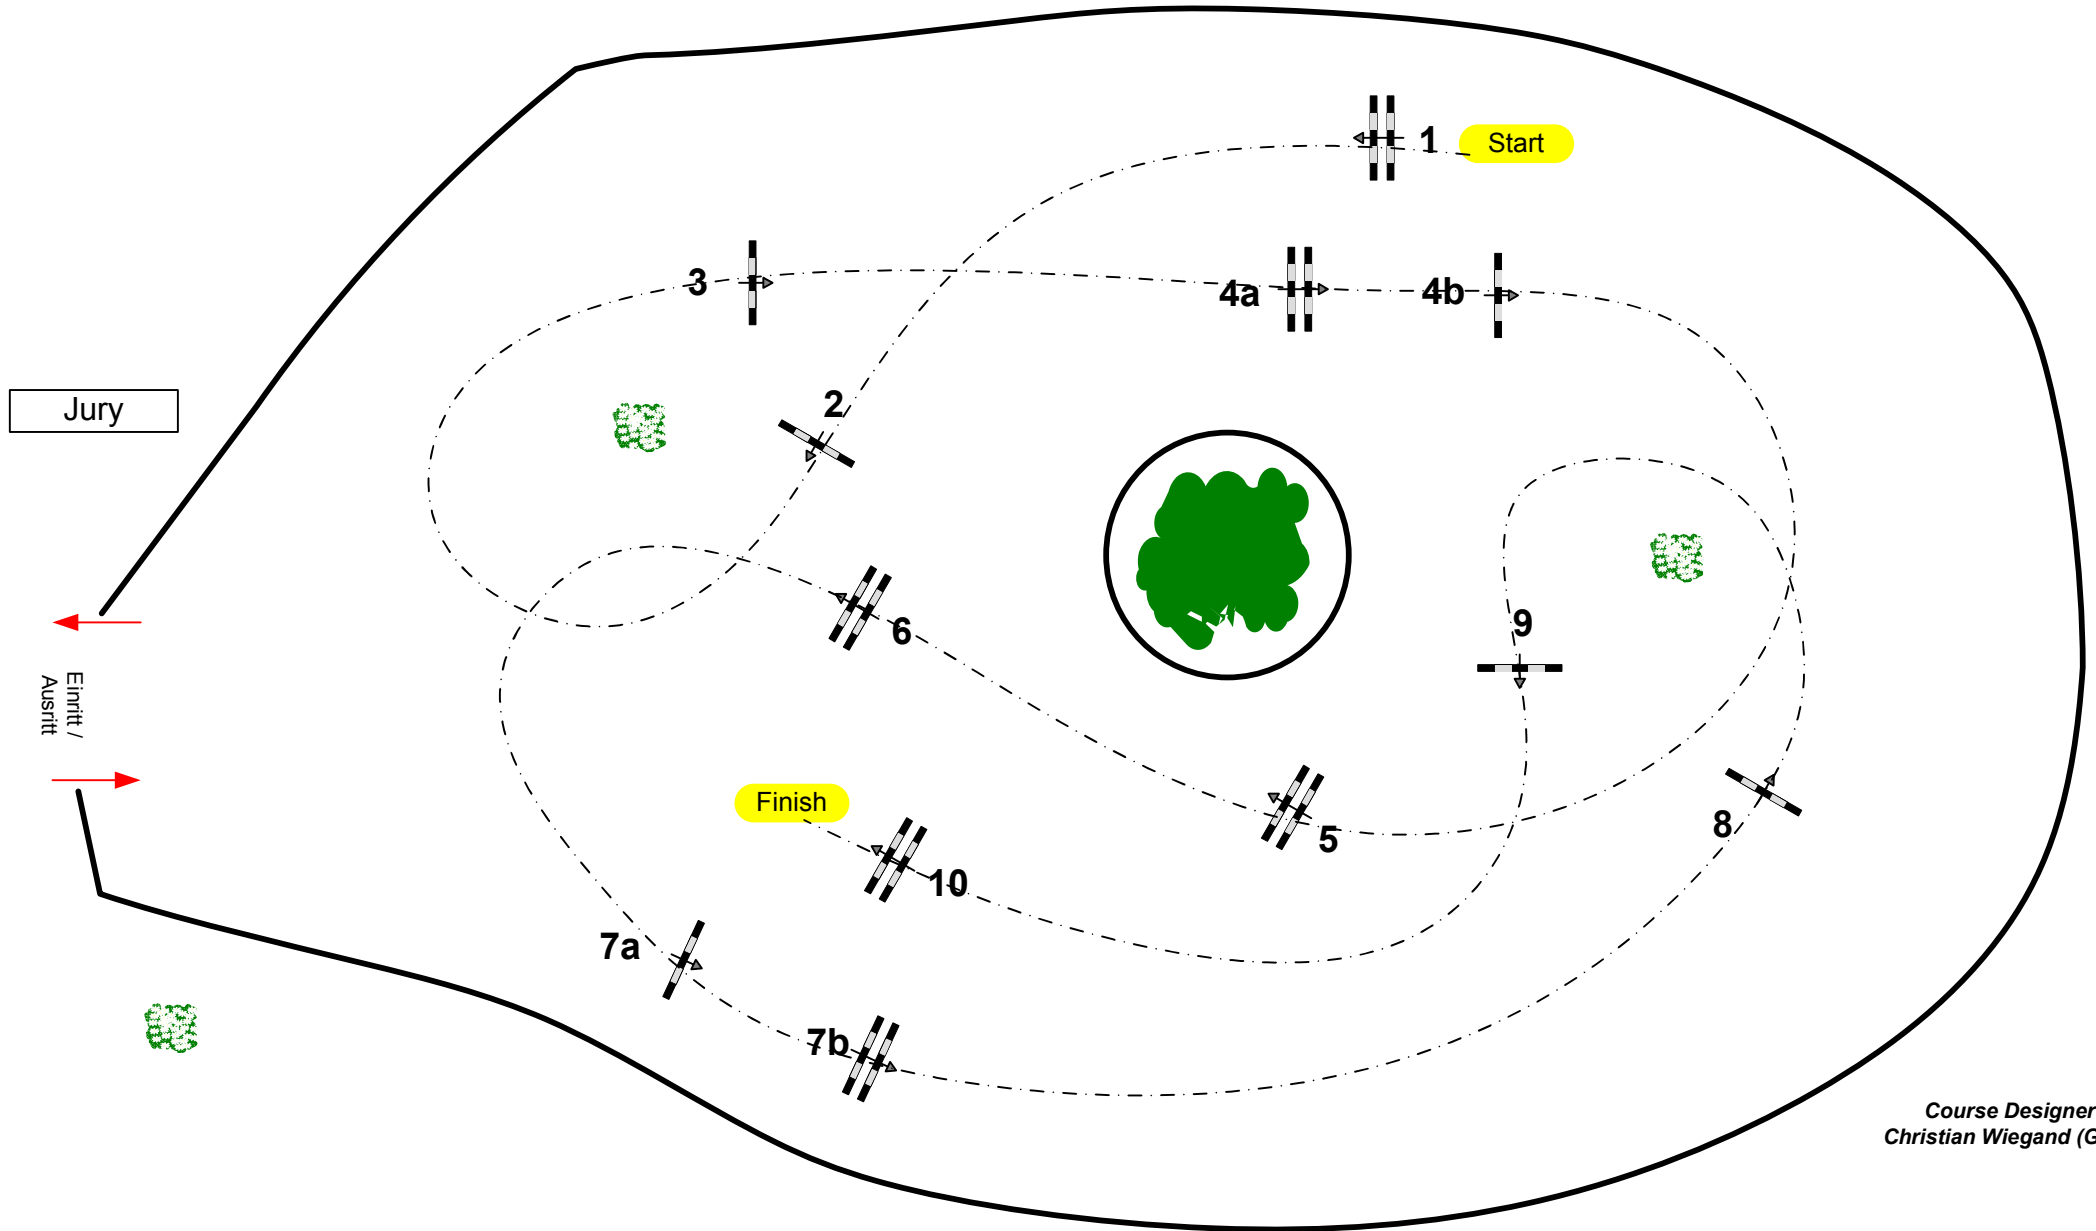 1
Start
3
4a
4b
2
Jury
9
6
Einritt /
Ausritt
Finish
5
8
10
7a
7b
Course Designer
Christian Wiegand (G